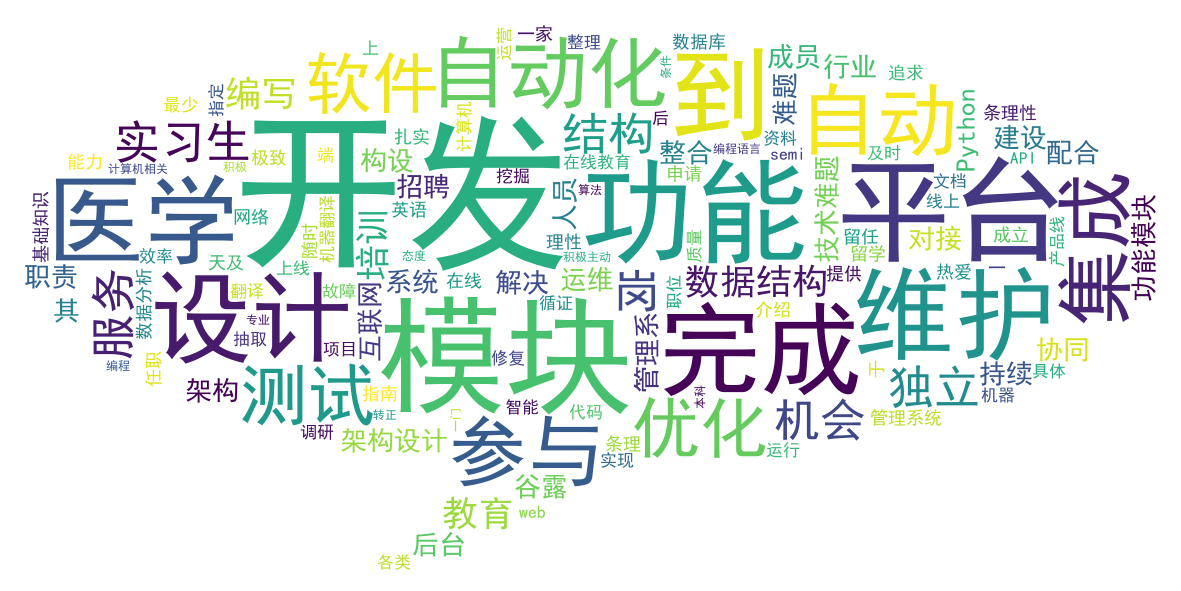 运营
一家
上
整理
数据库
条件
自动化
软件
到
成员
行业
追求
难题
编写
指定
最少
自动
Python
条理性
建设
配合
API
实习生
计算机
扎实
结构
后
资料
整合
编程语言
semi
及时
能力
计算机相关
积极
极致
端
构设
开发
在线教育
挖掘
申请
功能
技术难题
平台
文档
线上
集成
功能模块
基础知识
医学
网络
机器翻译
随时
培训
招聘
英语
算法
人员
理性
积极主动
质量
留任
留学
对接
成立
产品线
职责
其
服务
数据分析
效率
天及
上线
态度
系统
在线
解决
运维
岗
职位
数据结构
提供
热爱
一
维护
设计
翻译
专业
故障
互联网
模块
循证
管理系
完成
介绍
于
协同
持续
具体
机器
编程
任职
抽取
项目
修复
架构
测试
指南
转正
一门
智能
代码
本科
优化
机会
独立
管理系统
调研
架构设计
参与
条理
实现
运行
谷露
教育
web
后台
各类